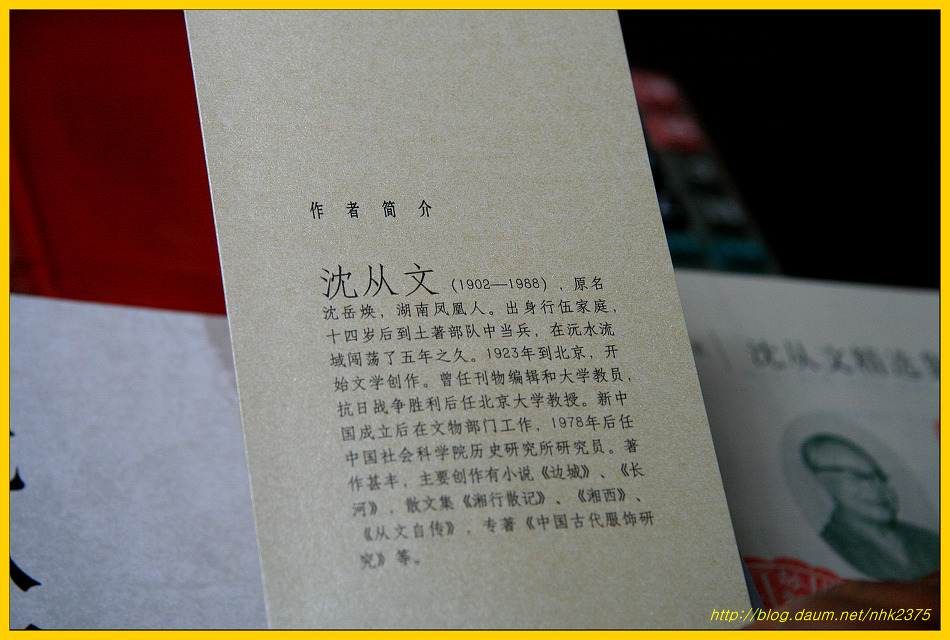 作者简介
沈从文 (1902—1988)，原名
沈岳焕，湖南凤凰人。出身行伍家庭，
十四岁后到土著部队中当兵，在沅水流
域闯荡了五年之久。1923年到北京，开
始文学创作。曾任刊物编辑和大学教员，
抗日战争胜利后任北京大学教授。新中
国成立后在文物部门工作，1978年后任
中国社会科学院历史研究所研究员。著
作甚丰，主要创作有小说《边城》、《长
河》，散文集《湘行散记》、《湘西》、
《从文自传》，专著《中国古代服饰研
究》等。
沈从文精选集
http://blog.daum.net/nhk2375